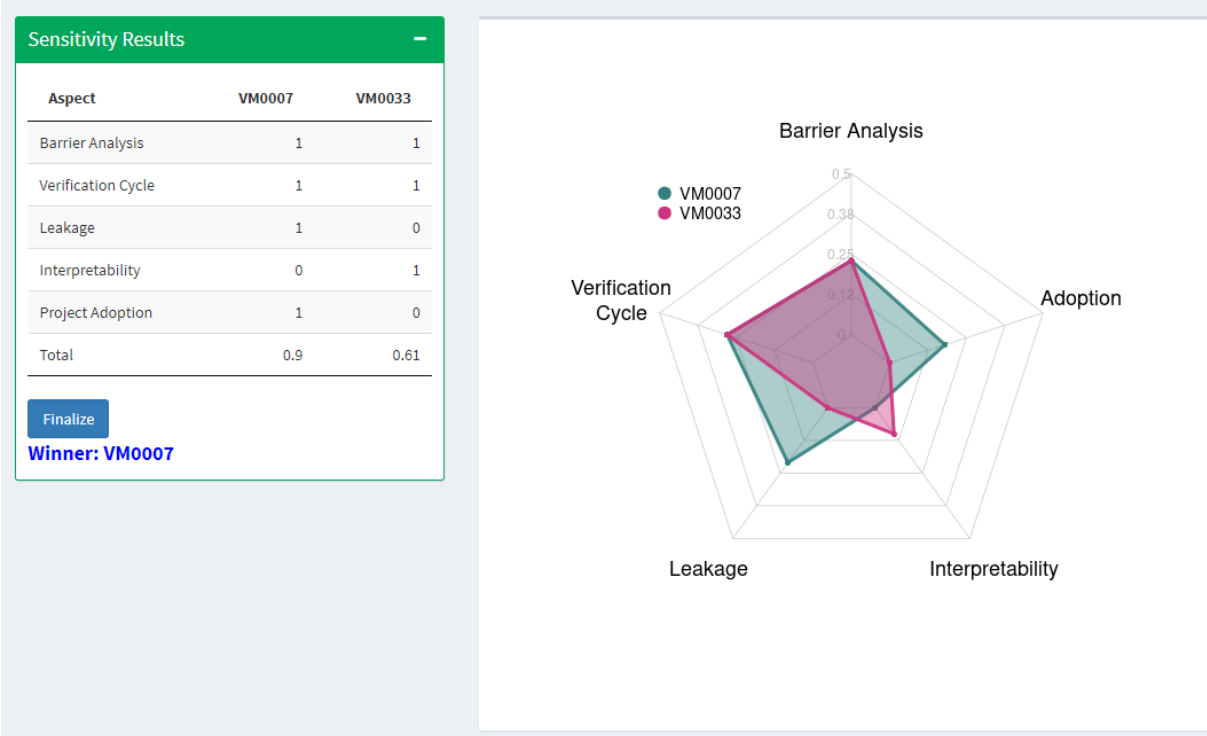 Sensitivity Results −
Aspect VM0007 VM0033
Barrier Analysis 1 1
Verification Cycle 1 1
Leakage 1 0
Interpretability 0 1
Project Adoption 1 0
Total 0.9 0.61
Finalize
Winner: VM0007
Barrier Analysis
0.5
VM0007
VM0033
0.38
0.25
Verification
Cycle
Adoption
0.12
0
Leakage
Interpretability